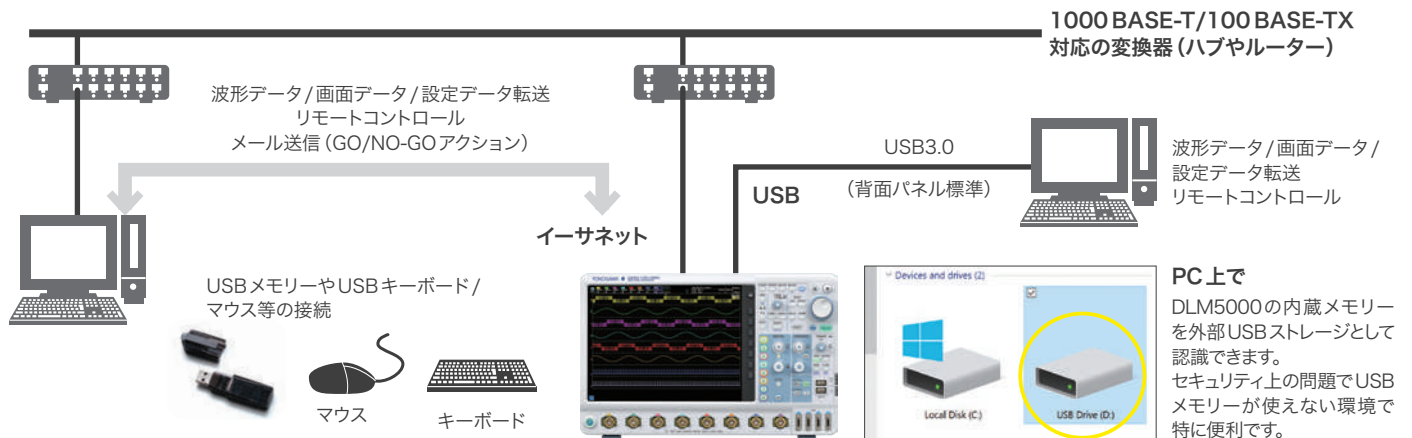 1000 BASE-T/100 BASE-TX
対応の変換器（ハブやルーター）
波形データ/画面データ/設定データ転送
リモートコントロール
メール送信（GO/NO-GOアクション）
イーサネット
USB
USB3.0
（背面パネル標準）
波形データ/画面データ/
設定データ転送
リモートコントロール
USBメモリーやUSBキーボード/
マウス等の接続
マウス
キーボード
YOKOGAWA
Devices and drives (2)
Local Disk (C:)
USB Drive (D:)
PC上で
DLM5000の内蔵メモリー
を外部USBストレージとして
認識できます。
セキュリティ上の問題でUSB
メモリーが使えない環境で
特に便利です。